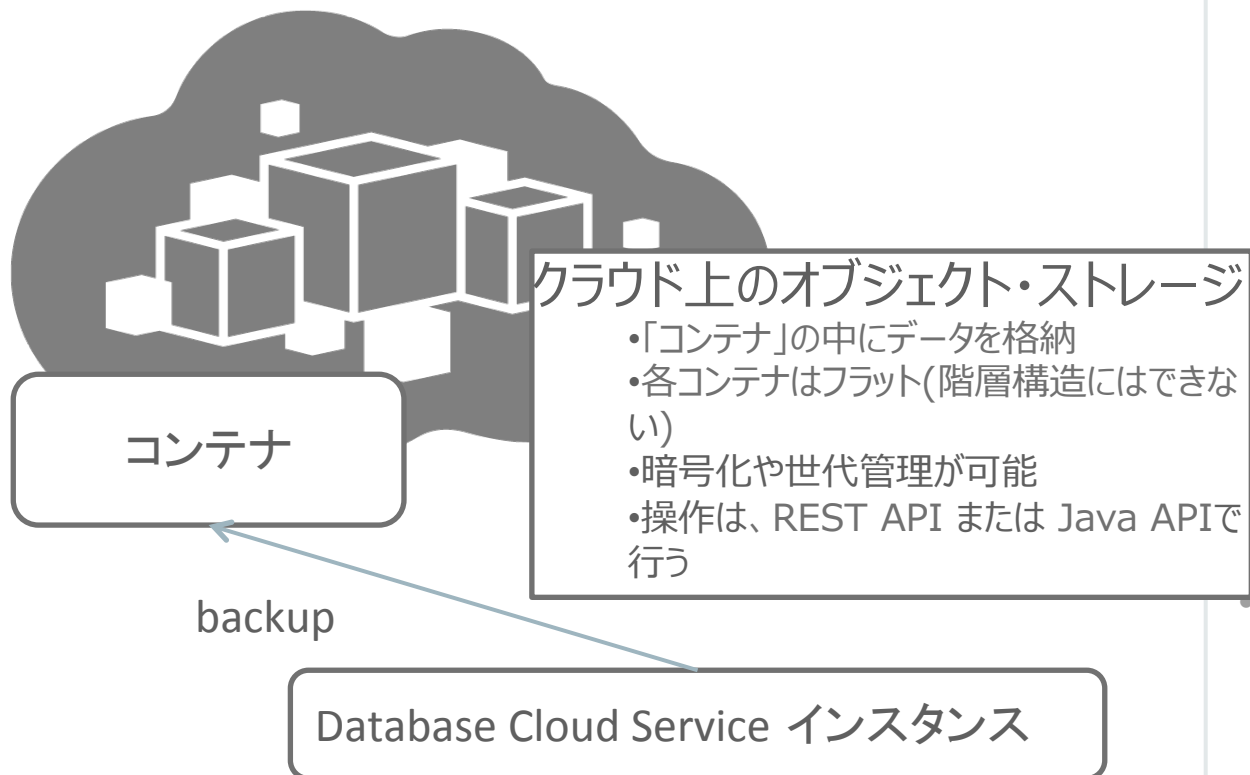 クラウド上のオブジェクト・ストレージ
•「コンテナ」の中にデータを格納
•各コンテナはフラット(階層構造にはできな
い)
•暗号化や世代管理が可能
•操作は、REST API または Java APIで
行う
コンテナ
backup
Database Cloud Service インスタンス